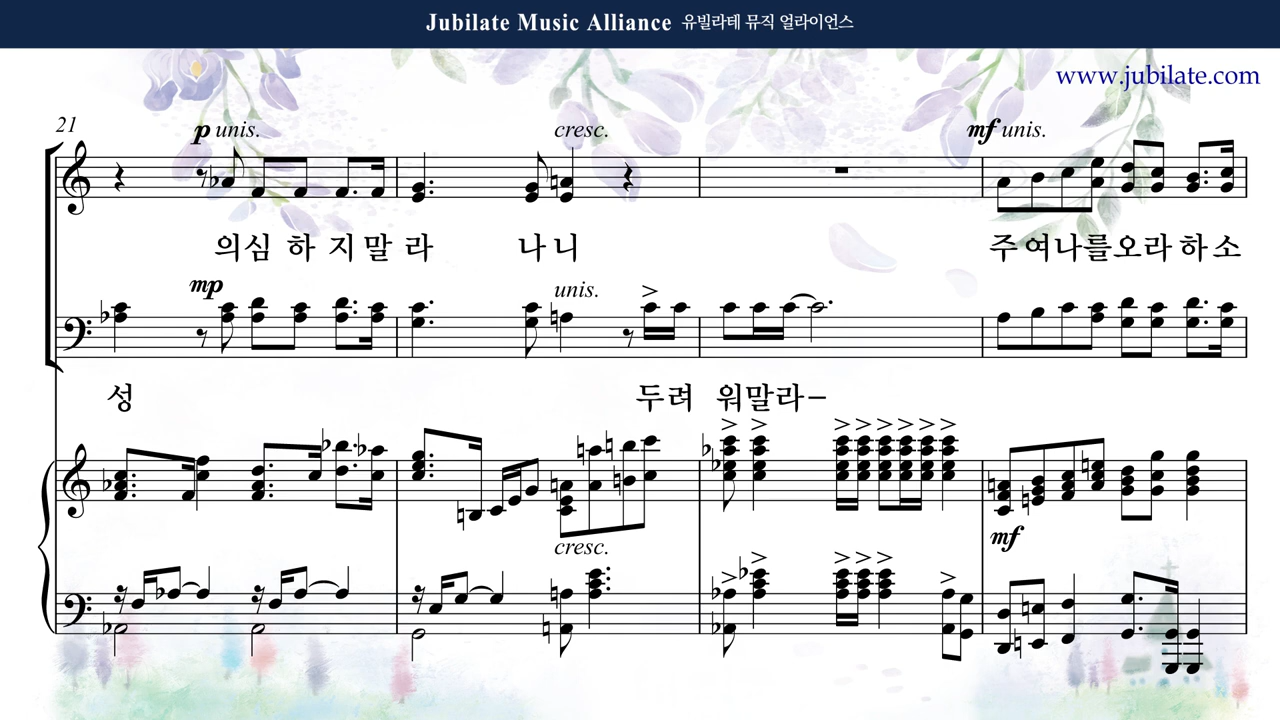 Jubilate Music Alliance 유빌라테 뮤직 얼라이언스
www.jubilate.com
21
p unis. cresc. mf unis.
의심 하 지말 라 나니 주여나를오라하소
mp unis.
성 두려 워말라–
cresc. mf